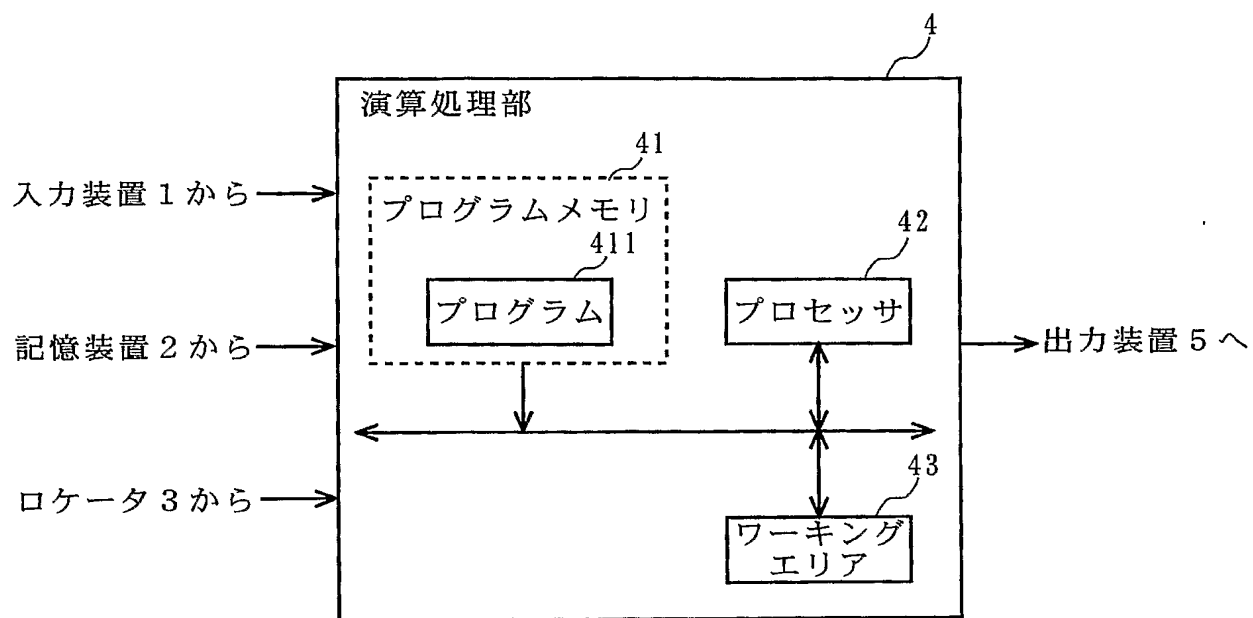 4
演算処理部
41
入力装置1から
プログラムメモリ
42
411
プログラム
プロセッサ
記憶装置2から
出力装置5へ
43
ロケータ3から
ワーキング
エリア